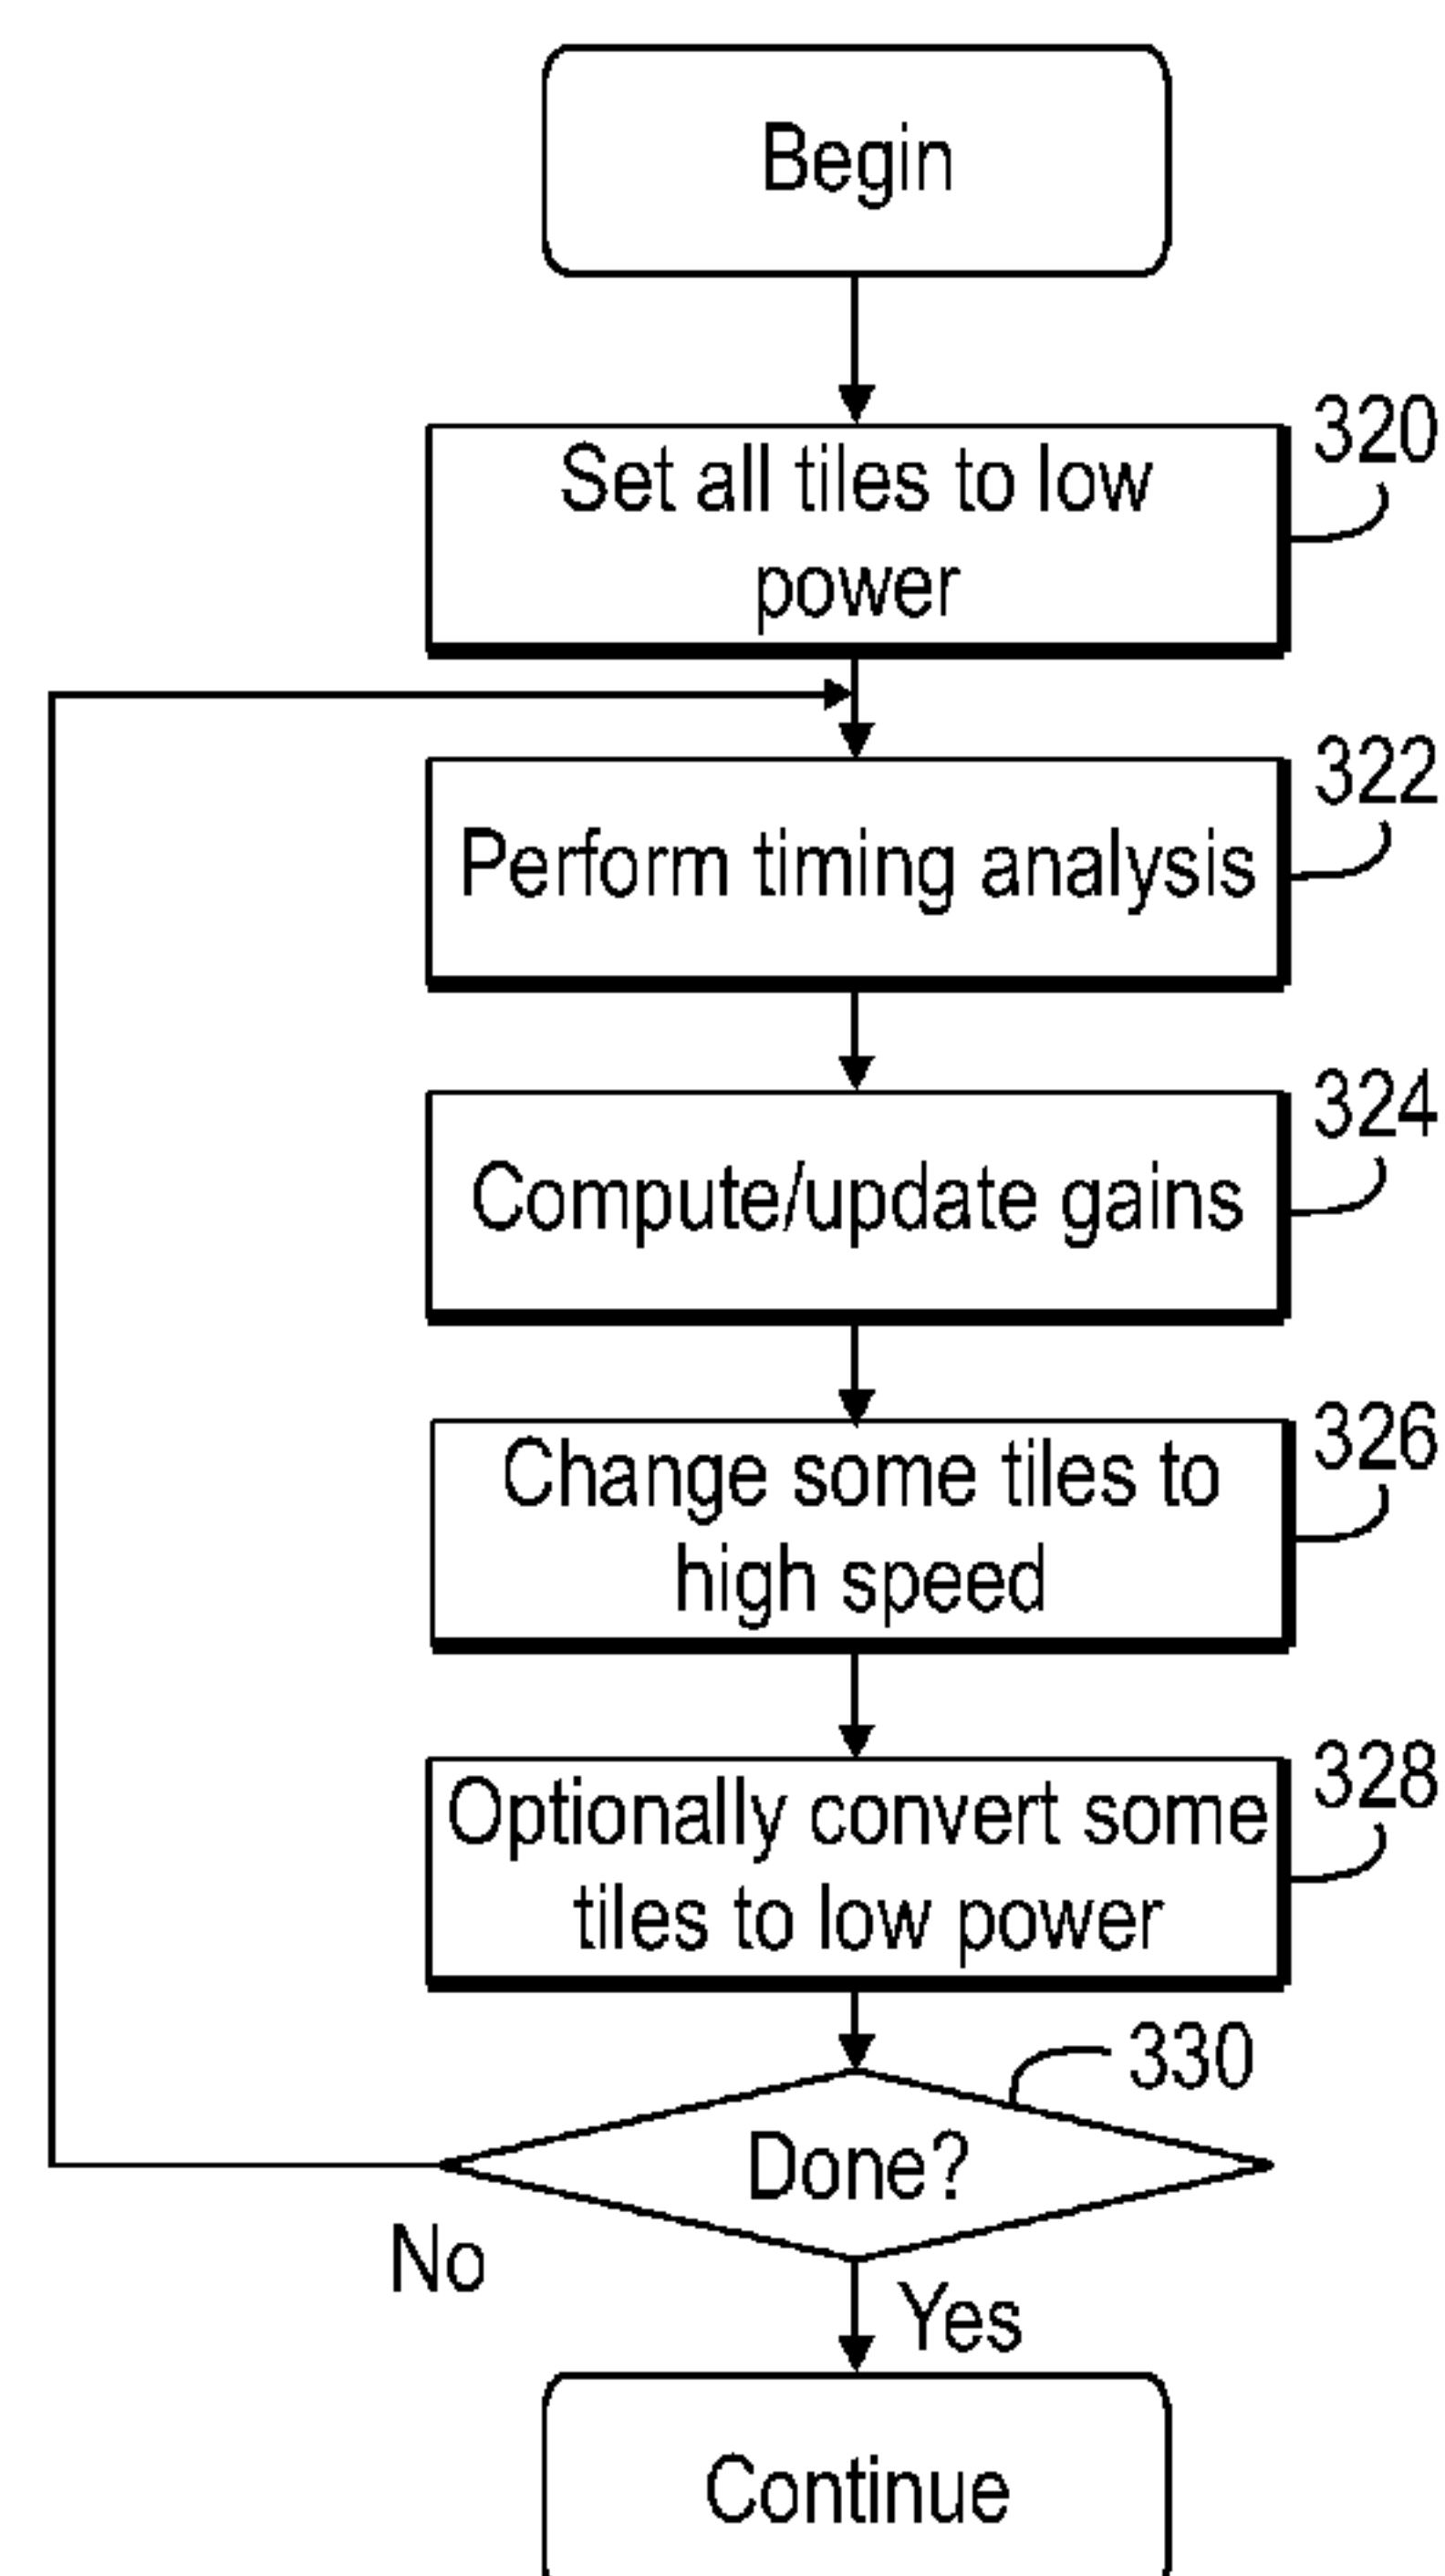 Begin
320
Set all tiles to low
power
322
Perform timing analysis
324
Compute/update gains
326
Change some tiles to
high speed
328
Optionally convert some
tiles to low power
330
Done?
No
Yes
Continue